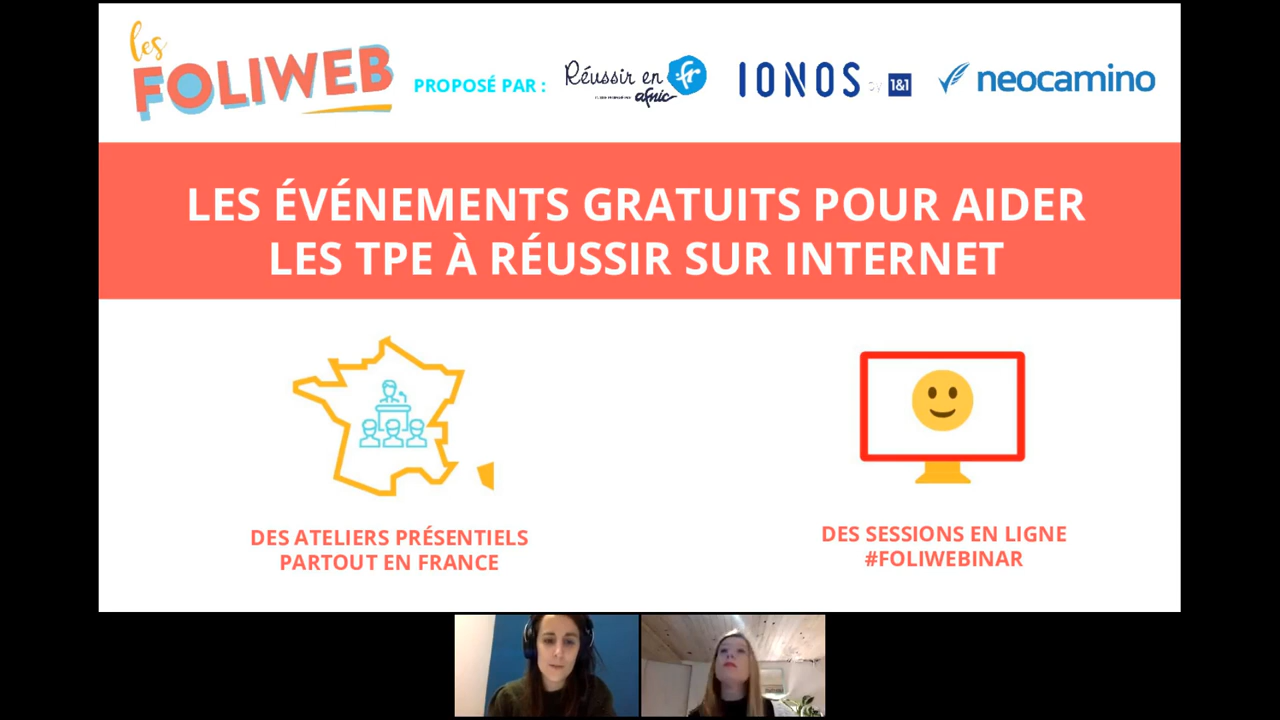 les
FOLIWEB
PROPOSÉ PAR :
Réussir en .fr
afnic
IONOS by 1&1
neocamino
LES ÉVÉNEMENTS GRATUITS POUR AIDER
LES TPE À RÉUSSIR SUR INTERNET
DES ATELIERS PRÉSENTIELS
PARTOUT EN FRANCE
DES SESSIONS EN LIGNE
#FOLIWEBINAR